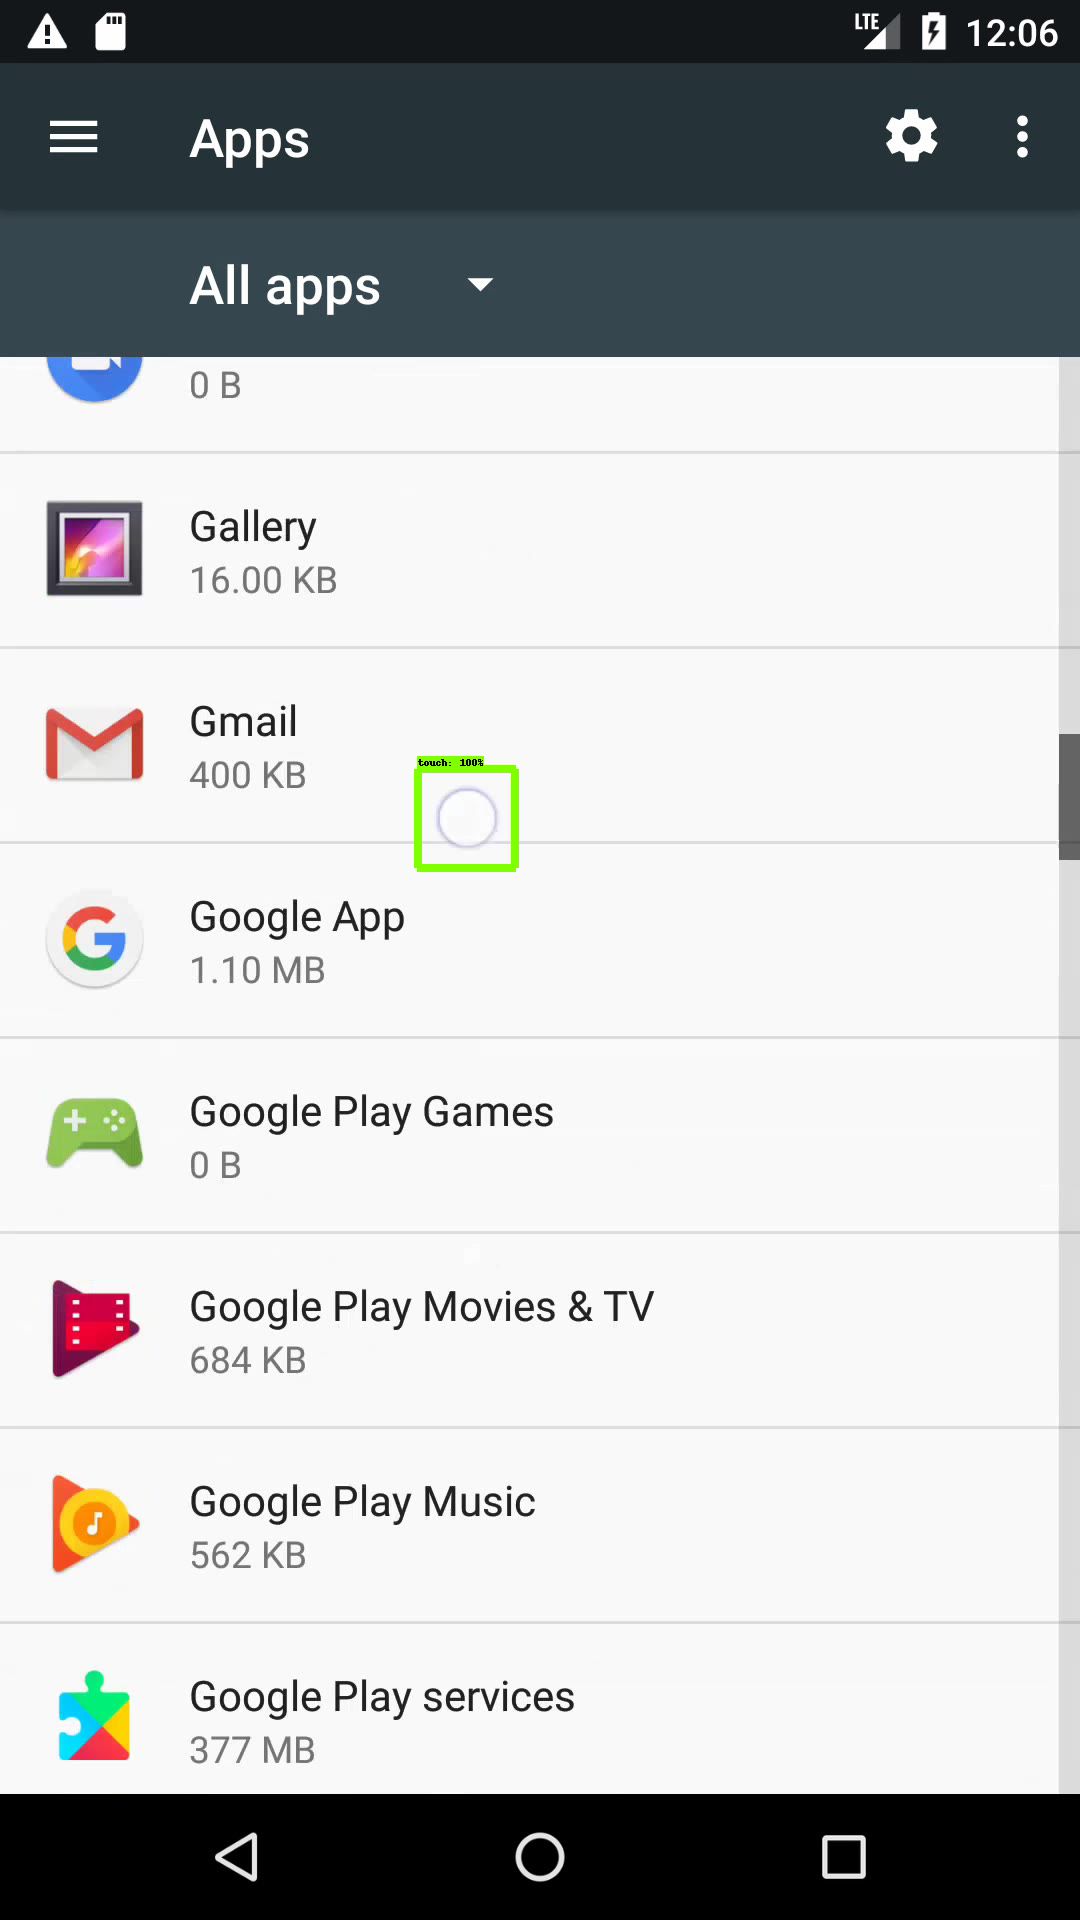 LTE 12:06
Apps
All apps
0 B
Gallery
16.00 KB
Gmail
400 KB
touch: 100%
Google App
1.10 MB
Google Play Games
0 B
Google Play Movies & TV
684 KB
Google Play Music
562 KB
Google Play services
377 MB